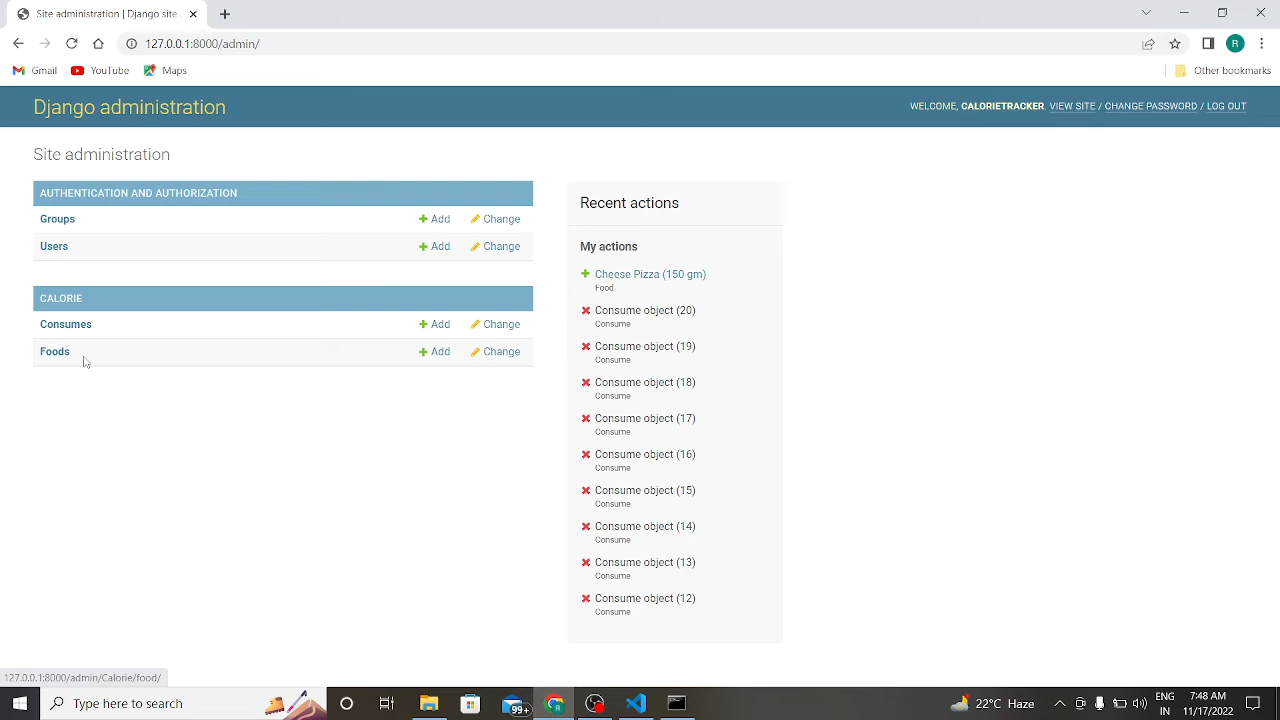 Site administration | Django site
127.0.0.1:8000/admin/
R
Gmail YouTube Maps Other bookmarks
Django administration
WELCOME, CALORIETRACKER. VIEW SITE / CHANGE PASSWORD / LOG OUT
Site administration
AUTHENTICATION AND AUTHORIZATION
Groups Add Change
Users Add Change
CALORIE
Consumes Add Change
Foods Add Change
Recent actions
My actions
Cheese Pizza (150 gm)
Food
Consume object (20)
Consume
Consume object (19)
Consume
Consume object (18)
Consume
Consume object (17)
Consume
Consume object (16)
Consume
Consume object (15)
Consume
Consume object (14)
Consume
Consume object (13)
Consume
Consume object (12)
Consume
127.0.0.1:8000/admin/Calorie/food/
Type here to search
99+
R
22°C Haze
ENG
IN
7:48 AM
11/17/2022